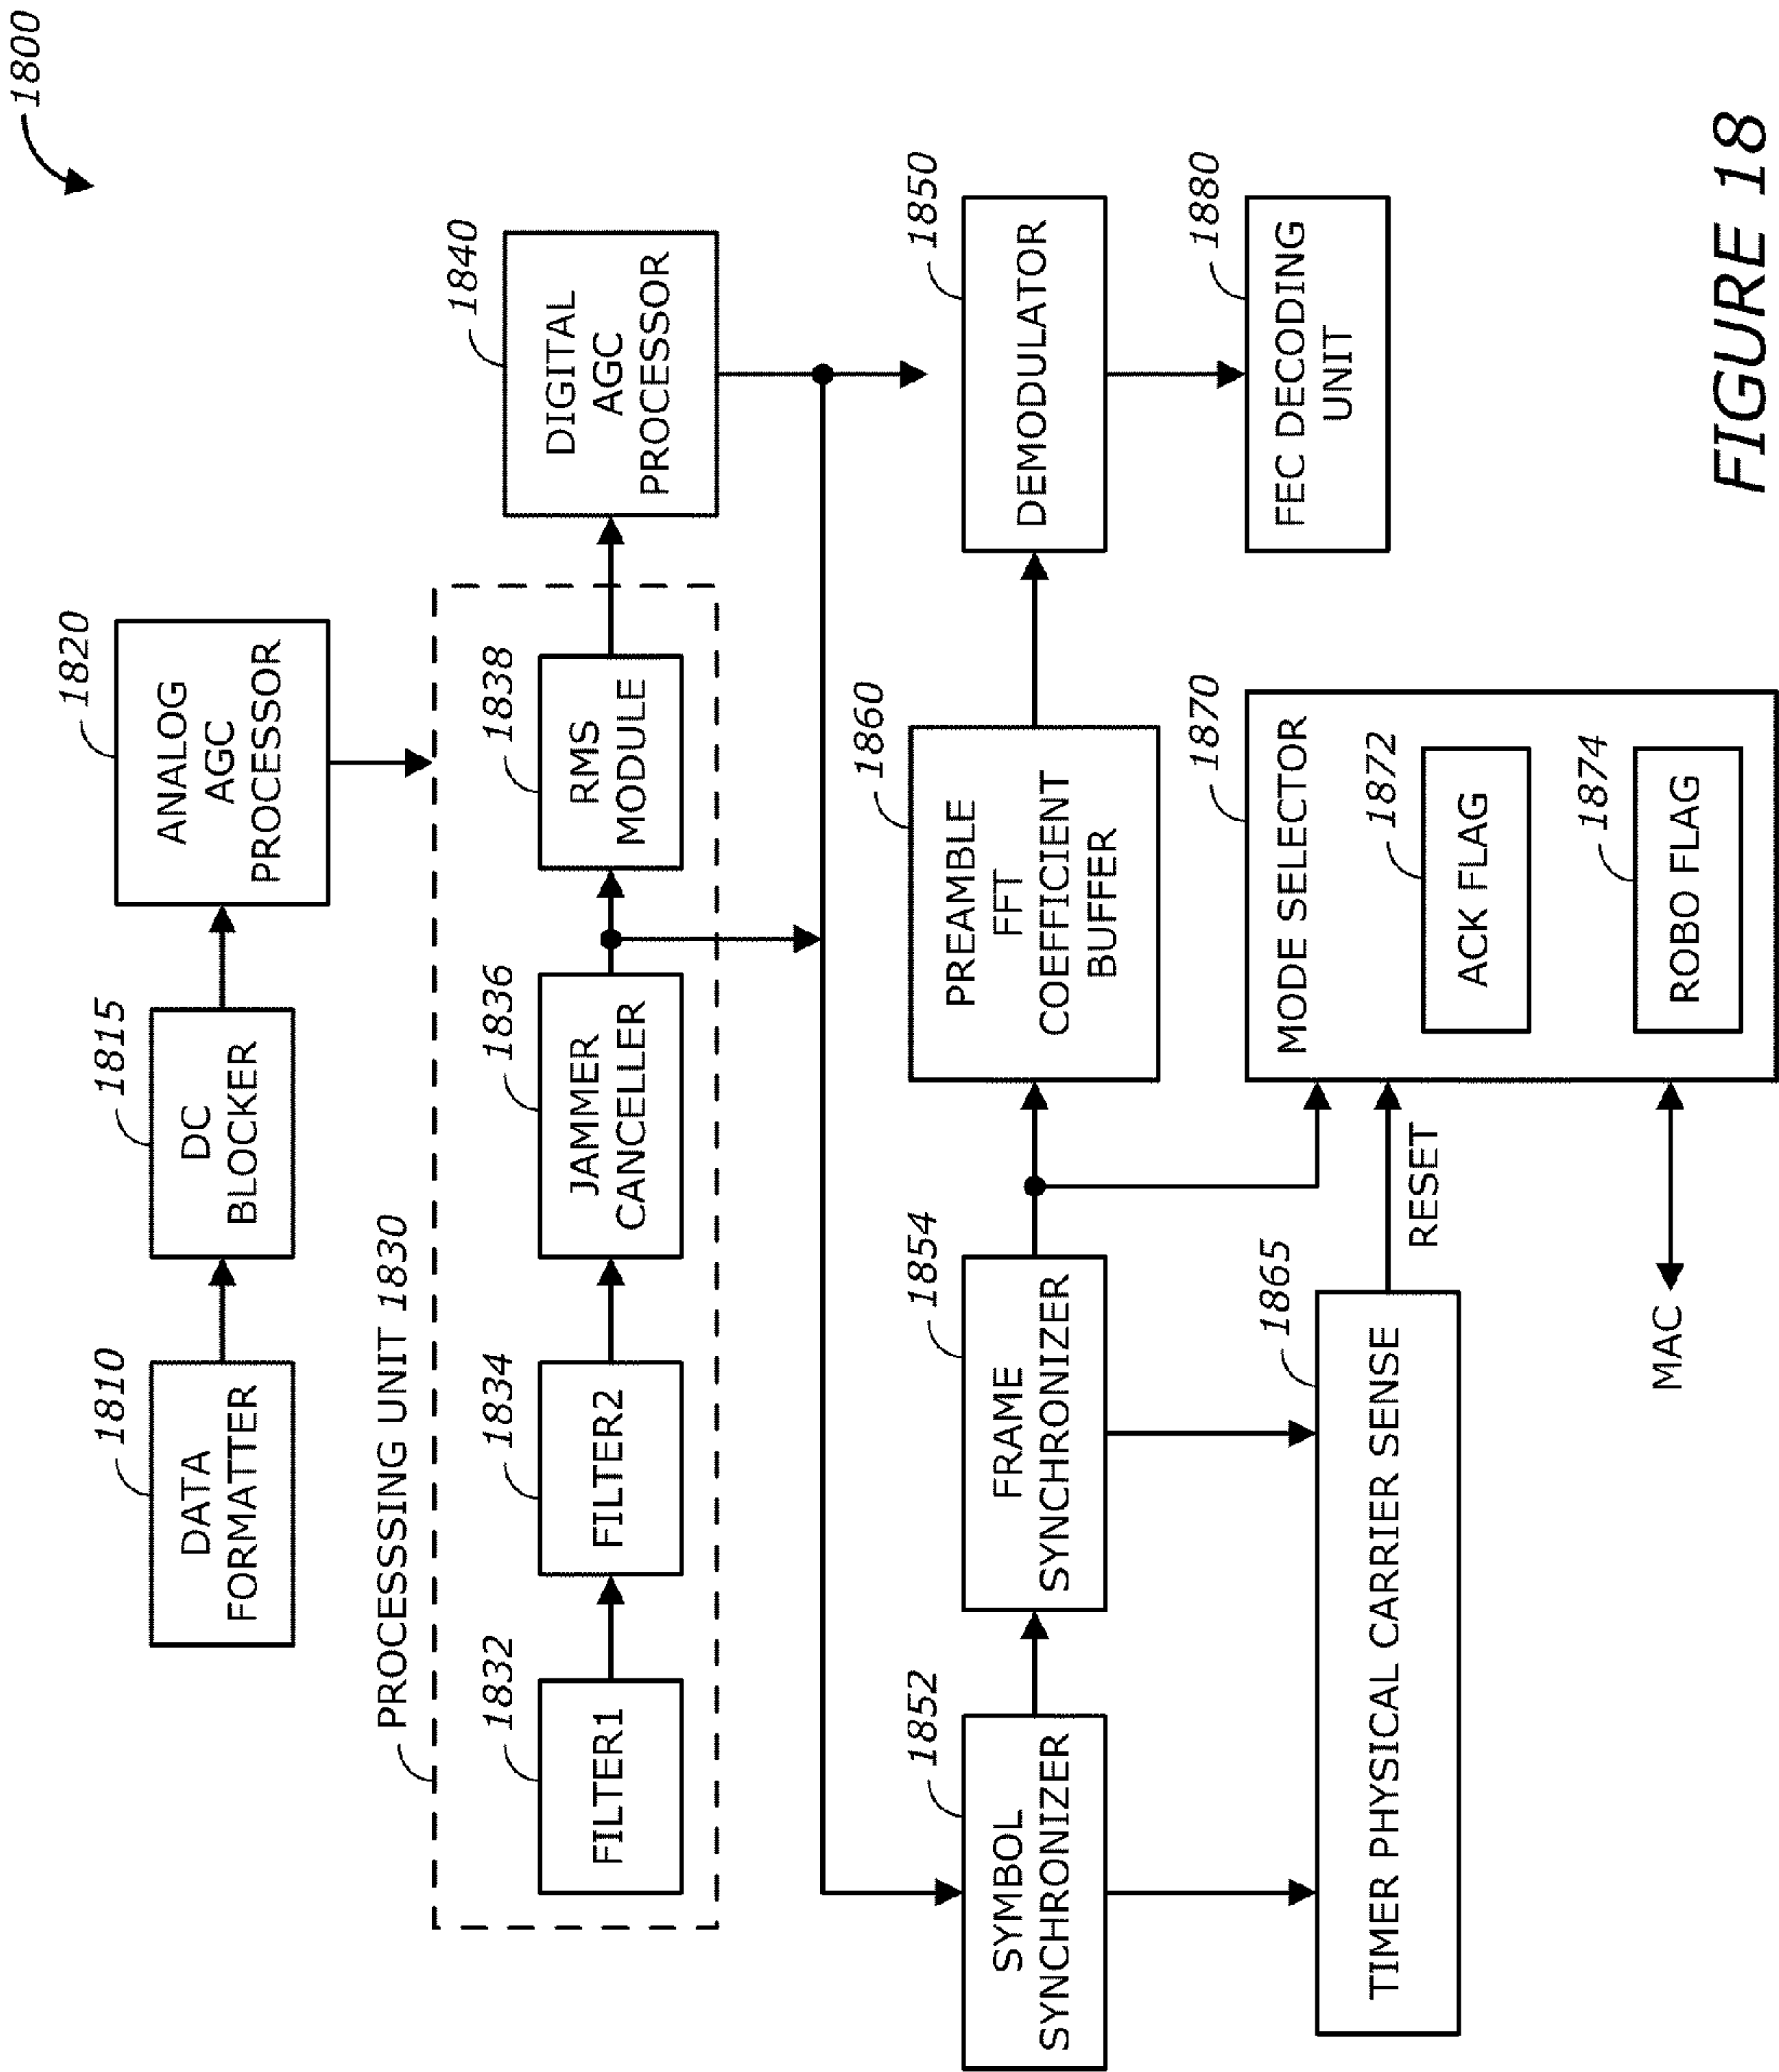 1800
1810
DATA
FORMATTER
1815
DC
BLOCKER
1820
ANALOG
AGC
PROCESSOR
PROCESSSING UNIT 1830
1832
FILTER1
1834
FILTER2
1836
JAMMER
CANCELLER
1838
RMS
MODULE
1840
DIGITAL
AGC
PROCESSOR
1852
SYMBOL
SYNCHRONIZER
1854
FRAME
SYNCHRONIZER
1860
PREAMBLE
FFT
COEFFICIENT
BUFFER
1850
DEMODULATOR
1865
TIMER PHYSICAL CARRIER SENSE
RESET
MAC
1870
MODE SELECTOR
1872
ACK FLAG
1874
ROBO FLAG
1880
FEC DECODING
UNIT
FIGURE 18